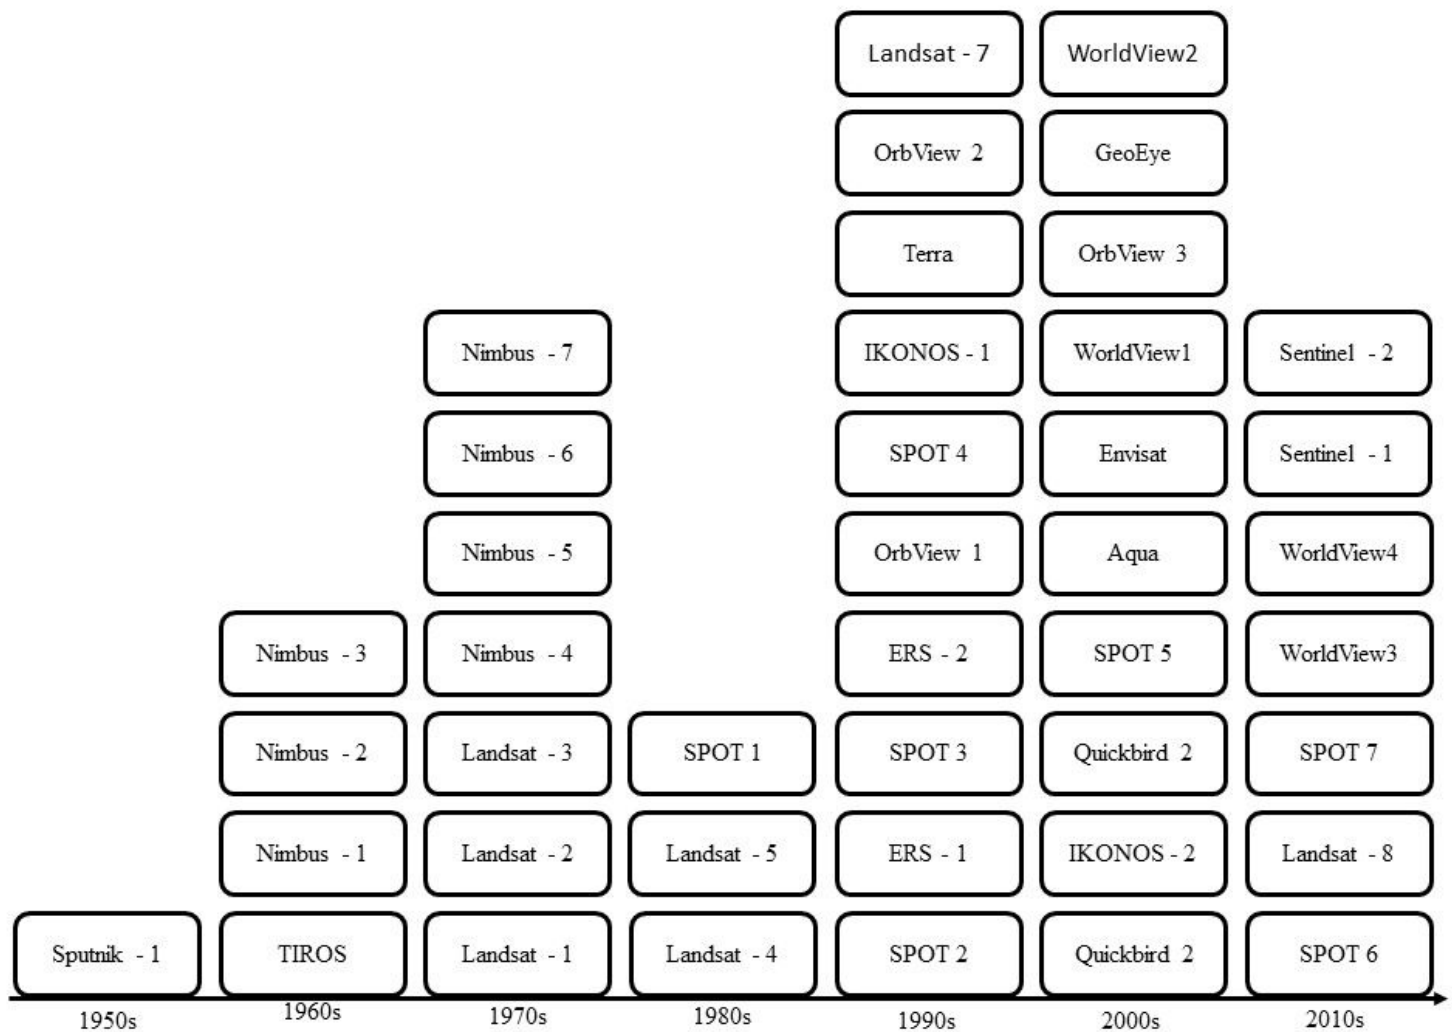 Landsat - 7 WorldView2
OrbView 2 GeoEye
Terra OrbView 3
Nimbus - 7 IKONOS - 1 WorldView1 Sentinel - 2
Nimbus - 6 SPOT 4 Envisat Sentinel - 1
Nimbus - 5 OrbView 1 Aqua WorldView4
Nimbus - 3 Nimbus - 4 ERS - 2 SPOT 5 WorldView3
Nimbus - 2 Landsat - 3 SPOT 1 SPOT 3 Quickbird 2 SPOT 7
Nimbus - 1 Landsat - 2 Landsat - 5 ERS - 1 IKONOS - 2 Landsat - 8
Sputnik - 1 TIROS Landsat - 1 Landsat - 4 SPOT 2 Quickbird 2 SPOT 6
1950s 1960s 1970s 1980s 1990s 2000s 2010s